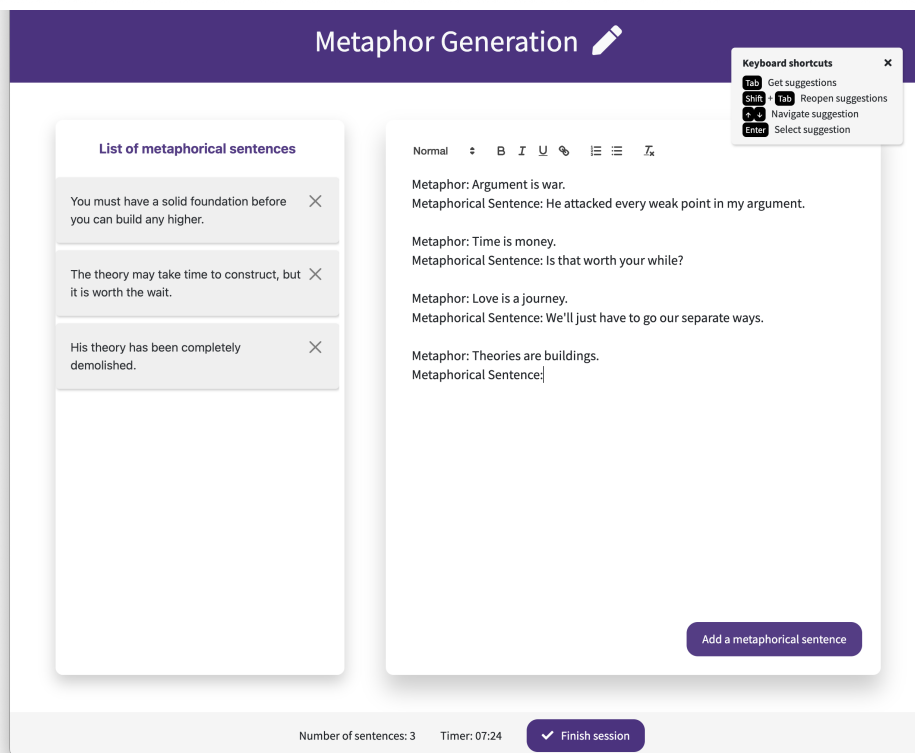 Metaphor Generation
Keyboard shortcuts
Tab Get suggestions
Shift + Tab Reopen suggestions
↑ ↓ Navigate suggestion
Enter Select suggestion
List of metaphorical sentences
You must have a solid foundation before
you can build any higher.
The theory may take time to construct, but
it is worth the wait.
His theory has been completely
demolished.
Normal B I U
Metaphor: Argument is war.
Metaphorical Sentence: He attacked every weak point in my argument.
Metaphor: Time is money.
Metaphorical Sentence: Is that worth your while?
Metaphor: Love is a journey.
Metaphorical Sentence: We'll just have to go our separate ways.
Metaphor: Theories are buildings.
Metaphorical Sentence:
Add a metaphorical sentence
Number of sentences: 3 Timer: 07:24 Finish session